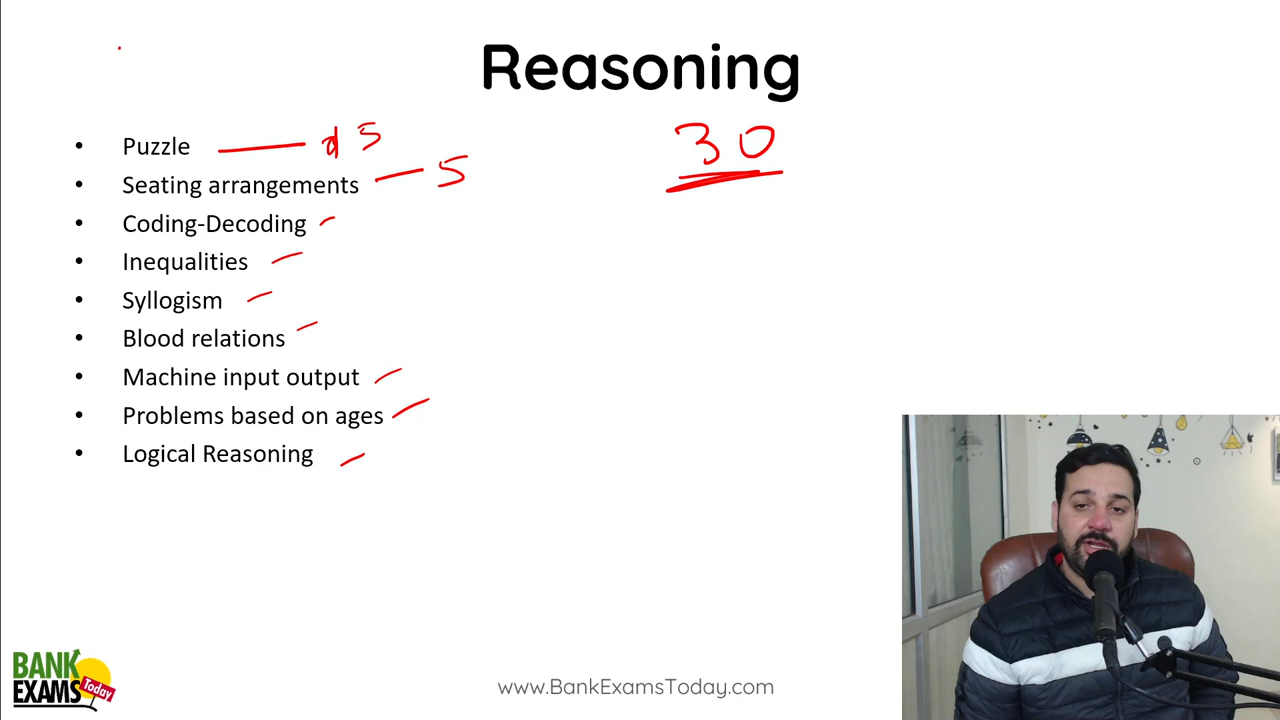 Reasoning
30
• Puzzle 5
• Seating arrangements 5
• Coding-Decoding
• Inequalities
• Syllogism
• Blood relations
• Machine input output
• Problems based on ages
• Logical Reasoning
BANK
EXAMS Today
www.BankExamsToday.com